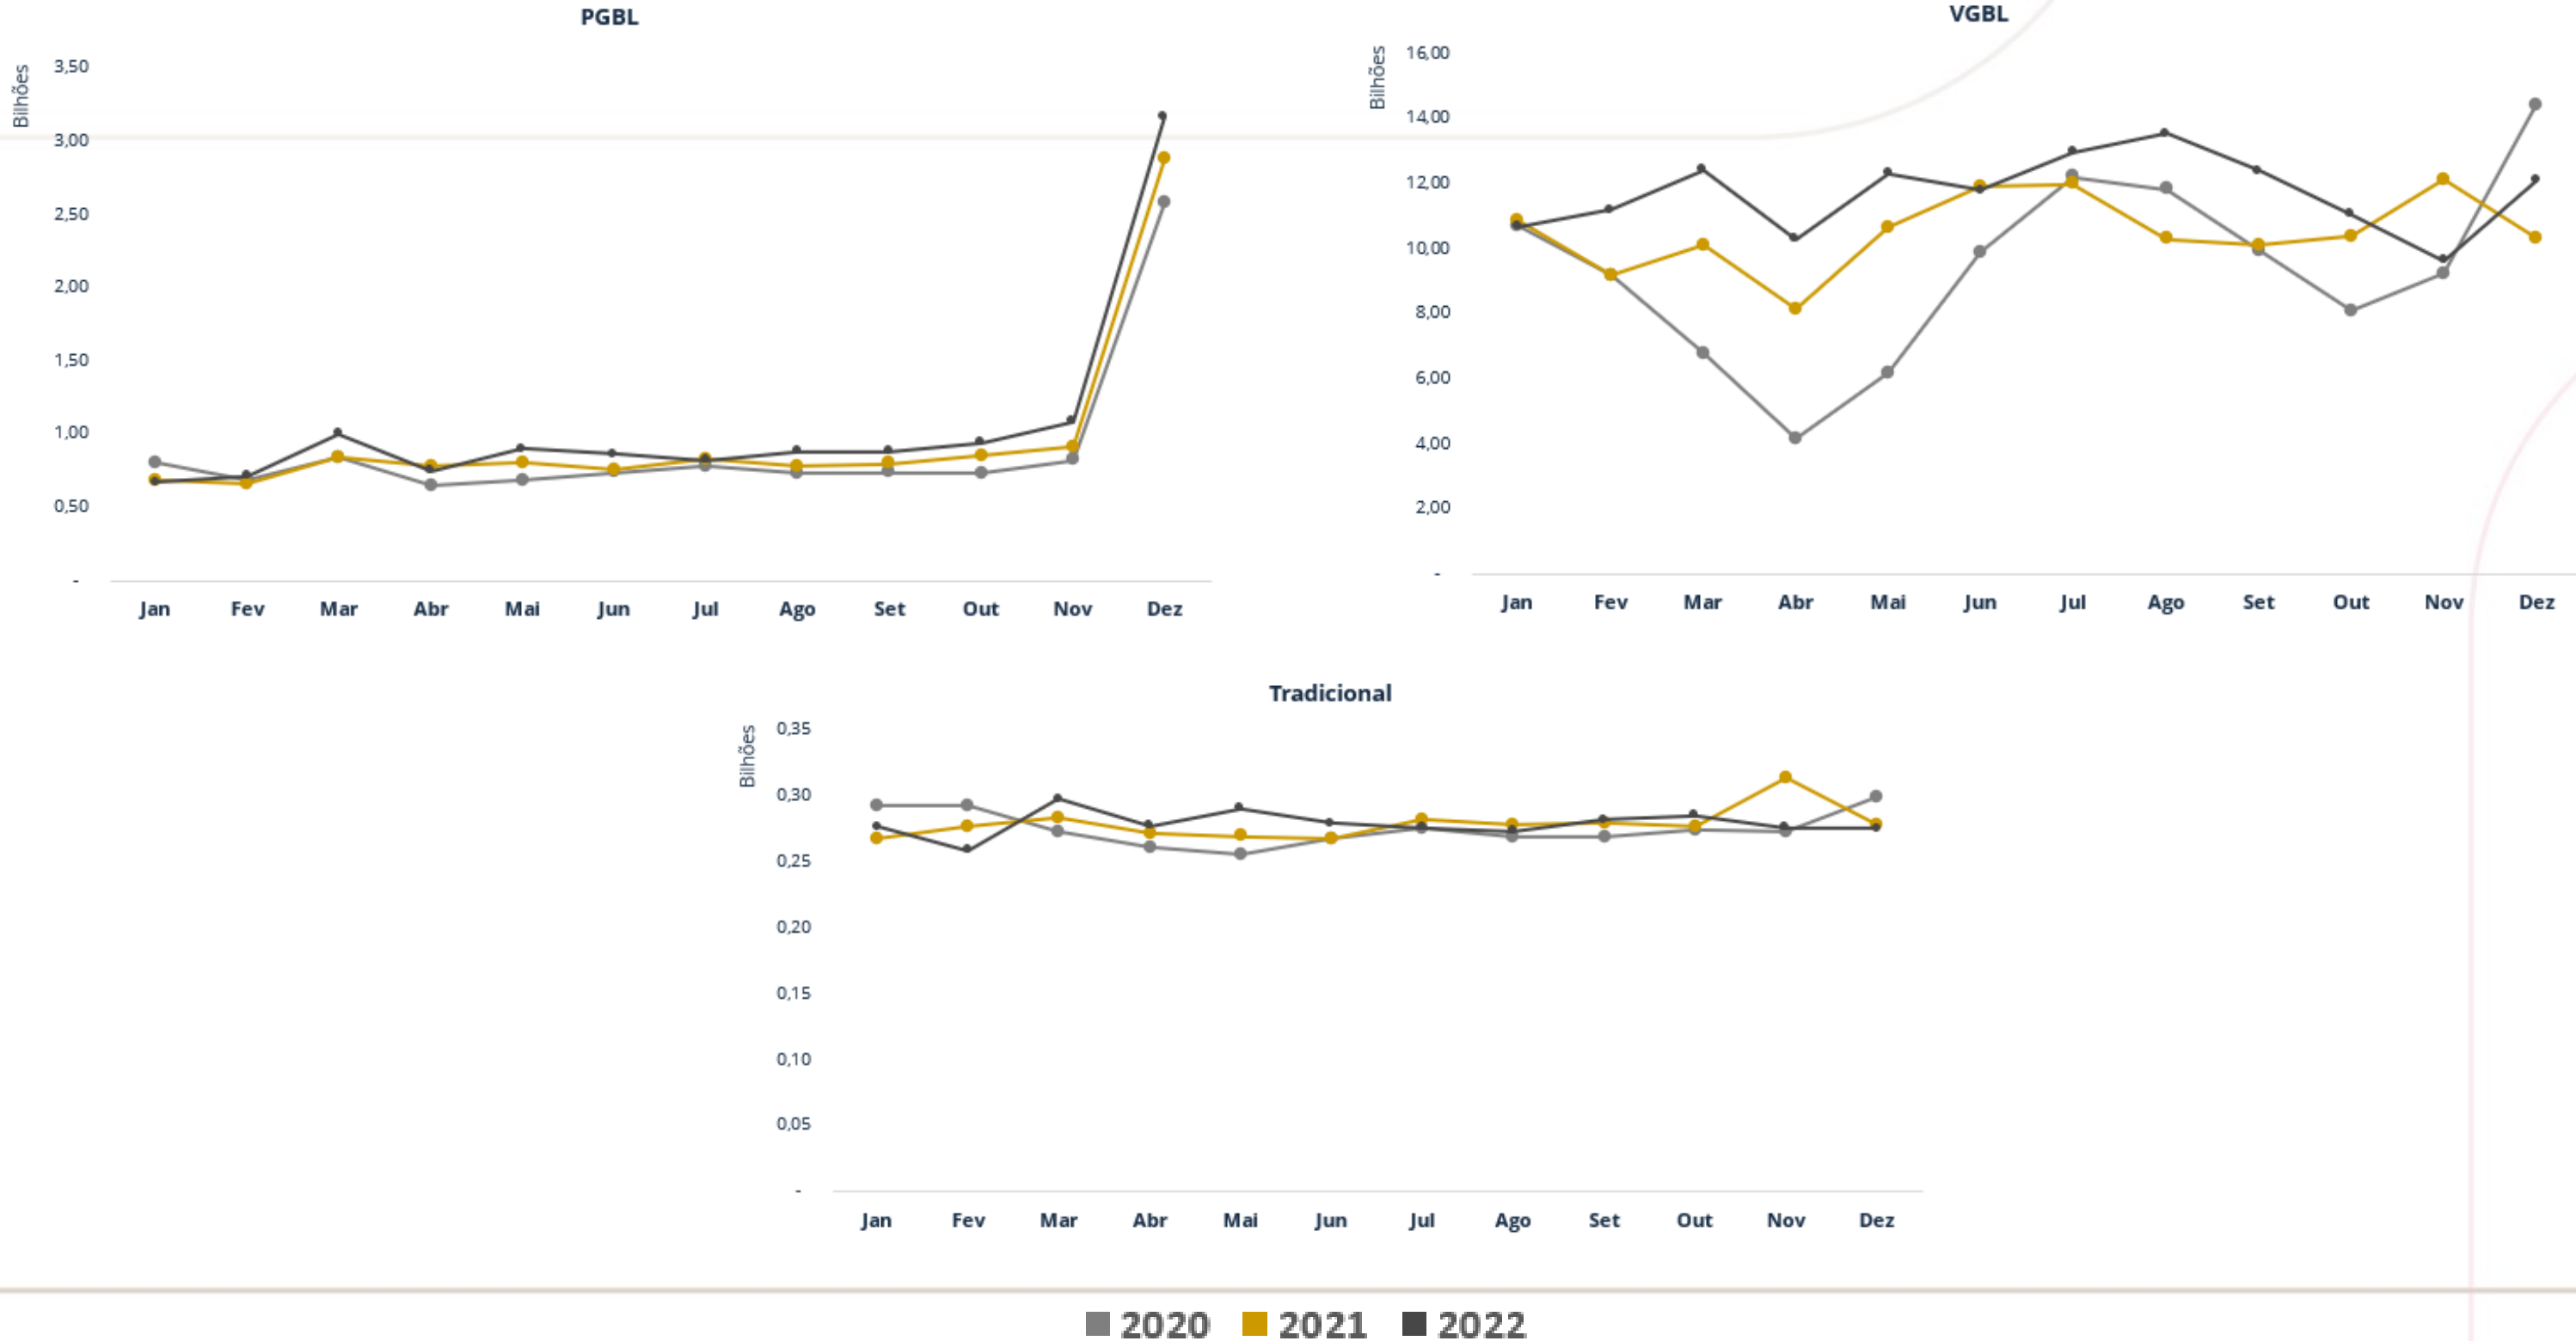 PGBL
Bilhões
3,50
3,00
2,50
2,00
1,50
1,00
0,50
-
Jan Fev Mar Abr Mai Jun Jul Ago Set Out Nov Dez
VGBL
Bilhões
16,00
14,00
12,00
10,00
8,00
6,00
4,00
2,00
-
Jan Fev Mar Abr Mai Jun Jul Ago Set Out Nov Dez
Tradicional
Bilhões
0,35
0,30
0,25
0,20
0,15
0,10
0,05
-
Jan Fev Mar Abr Mai Jun Jul Ago Set Out Nov Dez
2020 2021 2022